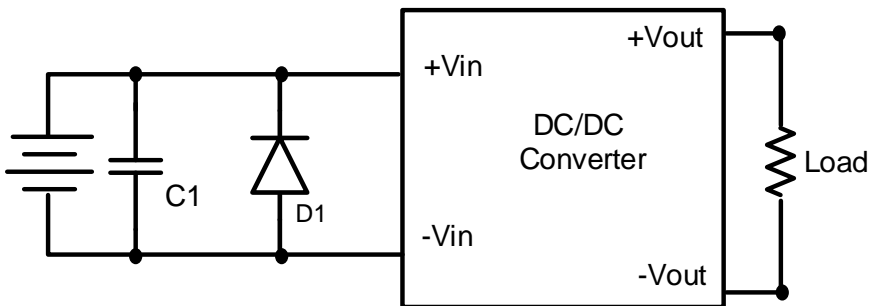 +Vout
+Vin
DC/DC
Converter
Load
C1
D1
-Vin
-Vout